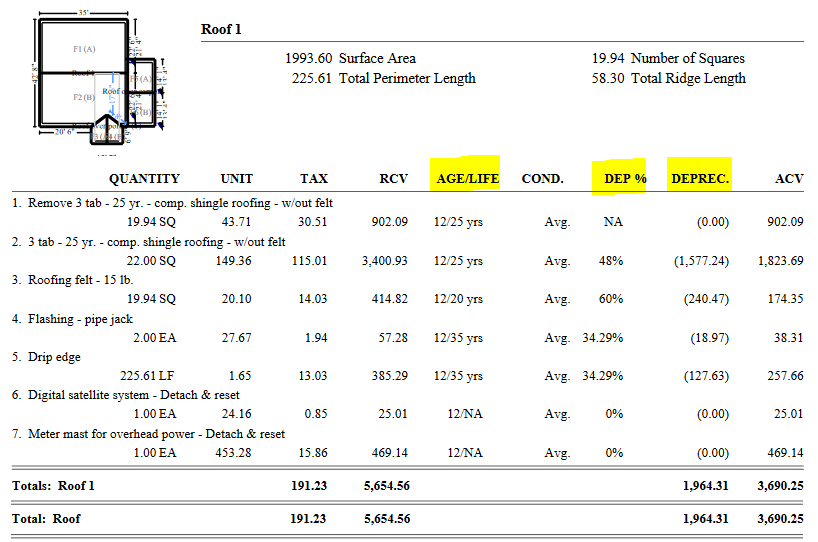 35'
Roof 1
F1 (A)
1993.60 Surface Area 19.94 Number of Squares
225.61 Total Perimeter Length 58.30 Total Ridge Length
42' 8"
F2 (B)
20' 6"
QUANTITY UNIT TAX RCV AGE/LIFE COND. DEP % DEPREC. ACV
1. Remove 3 tab - 25 yr. - comp. shingle roofing - w/out felt
19.94 SQ 43.71 30.51 902.09 12/25 yrs Avg. NA (0.00) 902.09
2. 3 tab - 25 yr. - comp. shingle roofing - w/out felt
22.00 SQ 149.36 115.01 3,400.93 12/25 yrs Avg. 48% (1,577.24) 1,823.69
3. Roofing felt - 15 lb.
19.94 SQ 20.10 14.03 414.82 12/20 yrs Avg. 60% (240.47) 174.35
4. Flashing - pipe jack
2.00 EA 27.67 1.94 57.28 12/35 yrs Avg. 34.29% (18.97) 38.31
5. Drip edge
225.61 LF 1.65 13.03 385.29 12/35 yrs Avg. 34.29% (127.63) 257.66
6. Digital satellite system - Detach & reset
1.00 EA 24.16 0.85 25.01 12/NA Avg. 0% (0.00) 25.01
7. Meter mast for overhead power - Detach & reset
1.00 EA 453.28 15.86 469.14 12/NA Avg. 0% (0.00) 469.14
Totals: Roof 1 191.23 5,654.56 1,964.31 3,690.25
Total: Roof 191.23 5,654.56 1,964.31 3,690.25